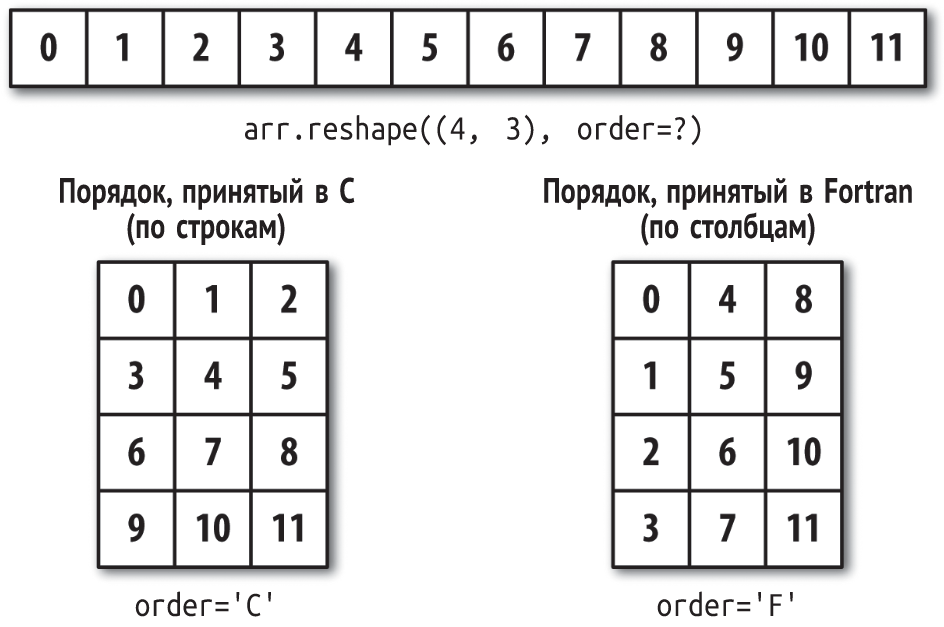 0 1 2 3 4 5 6 7 8 9 10 11
arr.reshape((4, 3), order=?)
Порядок, принятый в C
(по строкам)
0 1 2
3 4 5
6 7 8
9 10 11
order='C'
Порядок, принятый в Fortran
(по столбцам)
0 4 8
1 5 9
2 6 10
3 7 11
order='F'